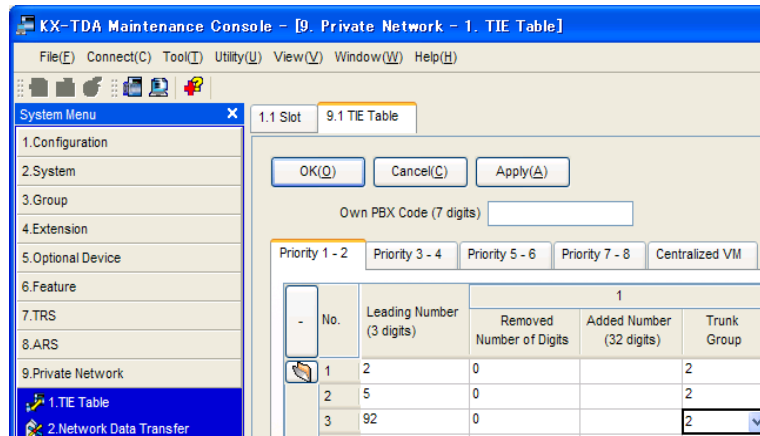 KX-TDA Maintenance Console - [9. Private Network - 1. TIE Table]
File(F) Connect(C) Tool(T) Utility(U) View(V) Window(W) Help(H)
System Menu X
1.1 Slot 9.1 TIE Table
1.Configuration
2.System
3.Group
4.Extension
5.Optional Device
6.Feature
7.TRS
8.ARS
9.Private Network
1.TIE Table
2.Network Data Transfer
OK(O) Cancel(C) Apply(A)
Own PBX Code (7 digits)
Priority 1 - 2 Priority 3 - 4 Priority 5 - 6 Priority 7 - 8 Centralized VM
1
- No. Leading Number (3 digits) Removed Number of Digits Added Number (32 digits) Trunk Group
1 2 0 2
2 5 0 2
3 92 0 2